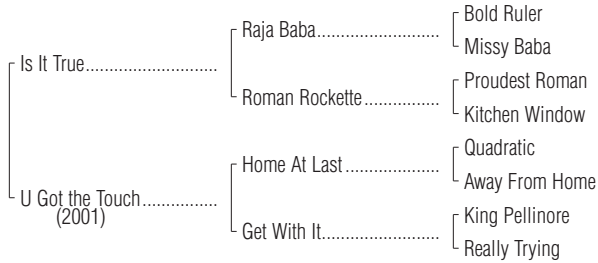 Bold Ruler
Raja Baba
Missy Baba
Is It True
Proudest Roman
Roman Rockette
Kitchen Window
Quadratic
Home At Last
Away From Home
U Got the Touch
(2001)
King Pellinore
Get With It
Really Trying